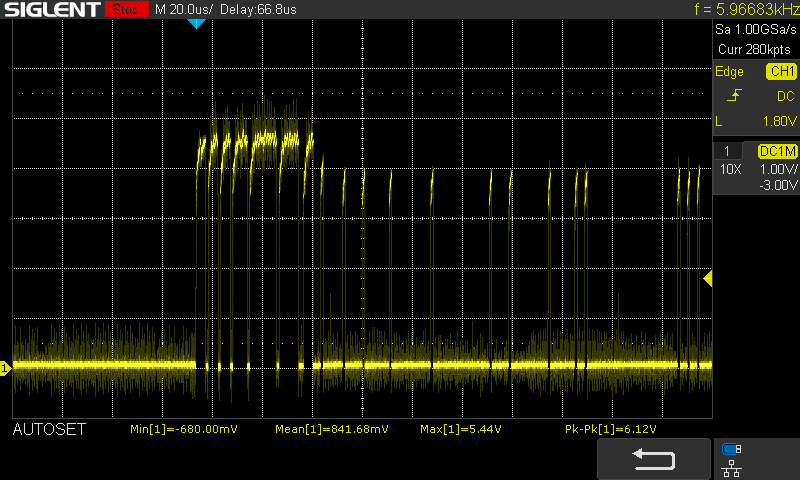 SIGLENT Stop M 20.0us/ Delay:66.8us f = 5.96683kHz
Sa 1.00GSa/s
Curr 280kpts
Edge CH1
DC
L 1.80V
1 DC1M
10X 1.00V/
-3.00V
1
AUTOSET Min[1]=-680.00mV Mean[1]=841.68mV Max[1]=5.44V Pk-Pk[1]=6.12V